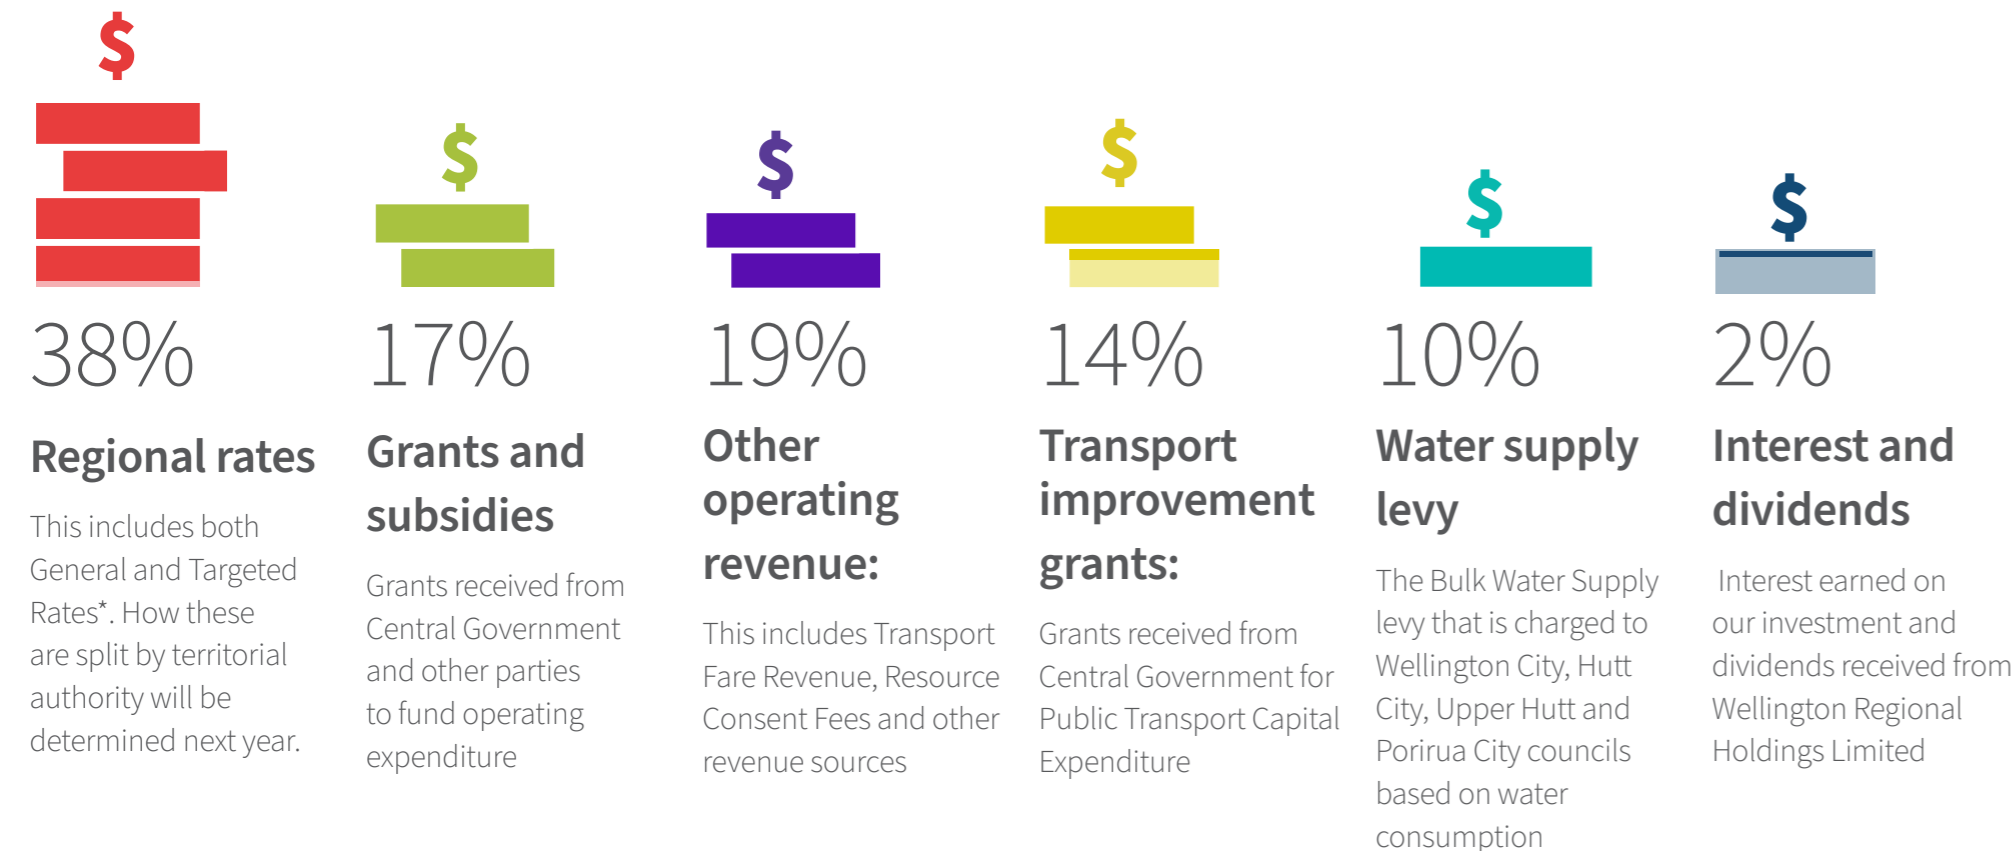 $
38%
Regional rates
This includes both
General and Targeted
Rates*. How these
are split by territorial
authority will be
determined next year.
$
17%
Grants and
subsidies
Grants received from
Central Government
and other parties
to fund operating
expenditure
$
19%
Other
operating
revenue:
This includes Transport
Fare Revenue, Resource
Consent Fees and other
revenue sources
$
14%
Transport
improvement
grants:
Grants received from
Central Government for
Public Transport Capital
Expenditure
$
10%
Water supply
levy
The Bulk Water Supply
levy that is charged to
Wellington City, Hutt
City, Upper Hutt and
Porirua City councils
based on water
consumption
$
2%
Interest and
dividends
Interest earned on
our investment and
dividends received from
Wellington Regional
Holdings Limited